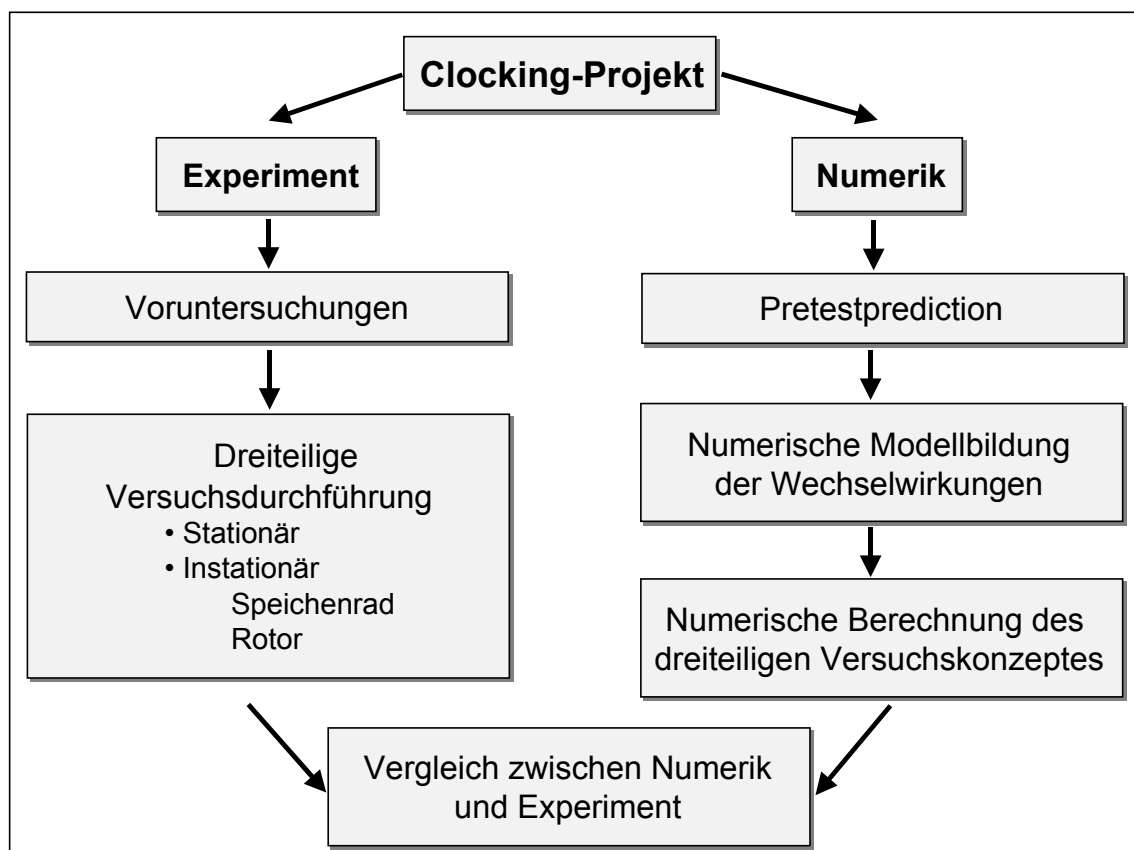 Clocking-Projekt
Experiment
Voruntersuchungen
Dreiteilige
Versuchsdurchführung
• Stationär
• Instationär
Speichenrad
Rotor
Numerik
Pretestprediction
Numerische Modellbildung
der Wechselwirkungen
Numerische Berechnung des
dreiteiligen Versuchskonzeptes
Vergleich zwischen Numerik
und Experiment